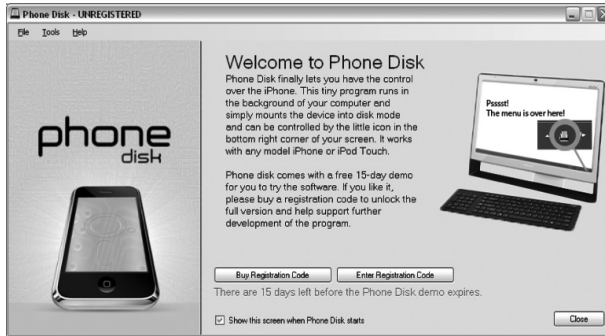 Phone Disk - UNREGISTERED
File Tools Help
phone
disk
Welcome to Phone Disk
Phone Disk finally lets you have the control
over the iPhone. This tiny program runs in
the background of your computer and
simply mounts the device into disk mode
and can be controlled by the little icon in the
bottom right corner of your screen. It works
with any model iPhone or iPod Touch.
Phone disk comes with a free 15-day demo
for you to try the software. If you like it,
please buy a registration code to unlock the
full version and help support further
development of the program.
Psssst!
The menu is over here!
Buy Registration Code Enter Registration Code
There are 15 days left before the Phone Disk demo expires.
Show this screen when Phone Disk starts
Close